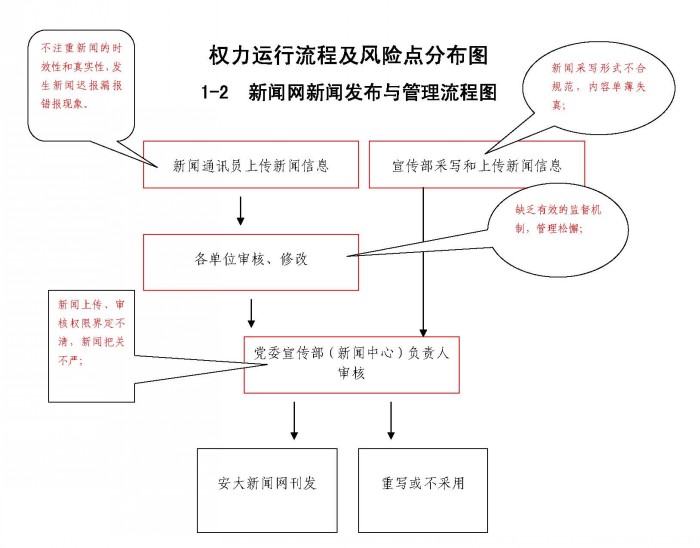 权力运行流程及风险点分布图
1-2 新闻网新闻发布与管理流程图
不注重新闻的时
效性和真实性,发
生新闻迟报漏报
错报现象。
新闻采写形式不合
规范，内容单薄失
真;
新闻通讯员上传新闻信息
宣传部采写和上传新闻信息
缺乏有效的监督机
制，管理松懈;
各单位审核、修改
新闻上传、审
核权限界定不
清，新闻把关
不严;
党委宣传部（新闻中心）负责人
审核
安大新闻网刊发
重写或不采用